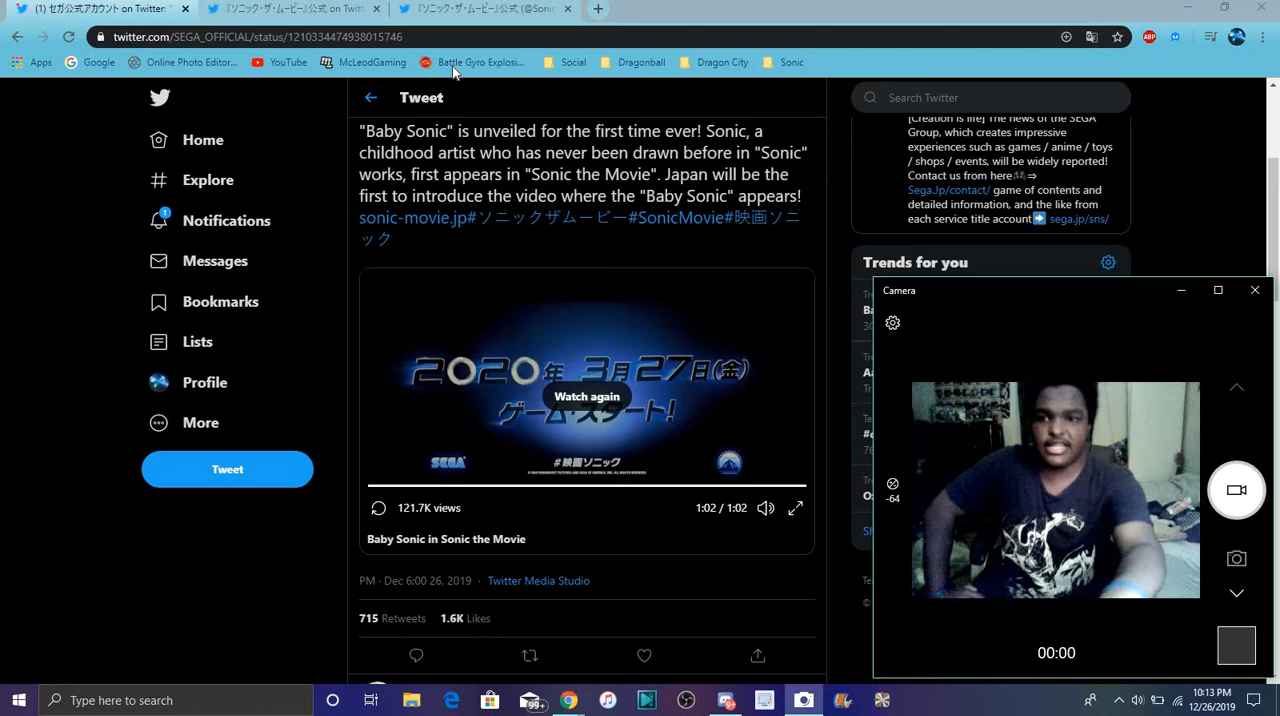 (1) セガ公式アカウント on Twitter: "
『ソニック・ザ・ムービー』公式 on Twitt
『ソニック・ザ・ムービー』公式 (@Sonic
twitter.com/SEGA_OFFICIAL/status/1210334474938015746
Apps
Google
Online Photo Editor...
YouTube
McLeodGaming
Battle Gyro Explosi...
Social
Dragonball
Dragon City
Sonic
ABP
Home
Explore
1
Notifications
Messages
Bookmarks
Lists
Profile
More
Tweet
Tweet
"Baby Sonic" is unveiled for the first time ever! Sonic, a
childhood artist who has never been drawn before in "Sonic"
works, first appears in "Sonic the Movie". Japan will be the
first to introduce the video where the "Baby Sonic" appears!
sonic-movie.jp#ソニックザムービー#SonicMovie#映画ソニ
ック
2020年 3月27日(金)
Watch again
ゲーム・スタート!
SEGA
#映画ソニック
121.7K views
1:02 / 1:02
Baby Sonic in Sonic the Movie
PM · Dec 6:00 26, 2019 · Twitter Media Studio
715 Retweets 1.6K Likes
Search Twitter
[Creation is life] The news of the SEGA
Group, which creates impressive
experiences such as games / anime / toys
/ shops / events, will be widely reported!
Contact us from here🎮⇒
Sega.Jp/contact/ game of contents and
detailed information, and the like from
each service title account➡ sega.jp/sns/
Trends for you
Camera
-64
00:00
Type here to search
99+
10:13 PM
12/26/2019